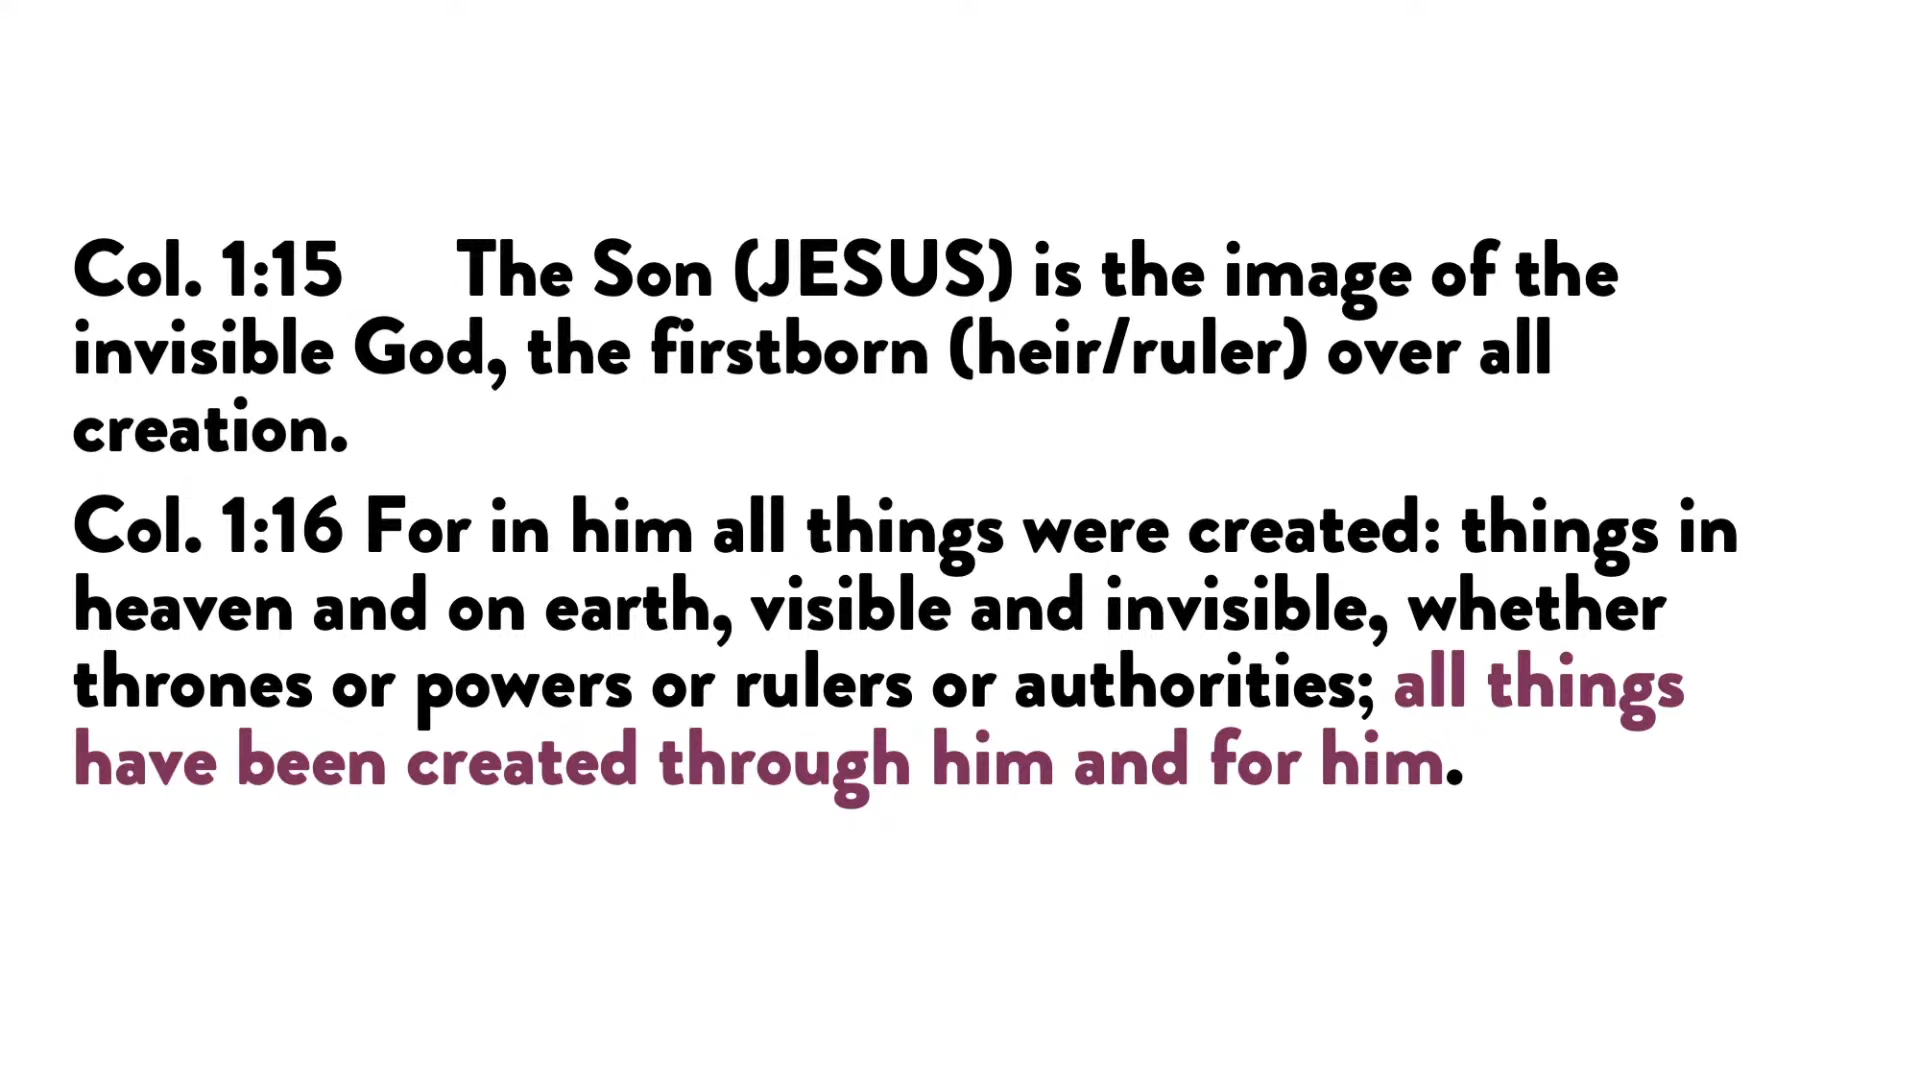 Col. 1:15 The Son (JESUS) is the image of the
invisible God, the firstborn (heir/ruler) over all
creation.
Col. 1:16 For in him all things were created: things in
heaven and on earth, visible and invisible, whether
thrones or powers or rulers or authorities; all things
have been created through him and for him.